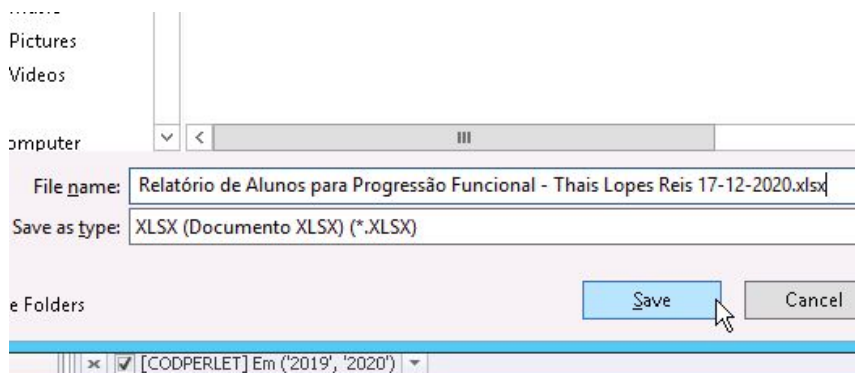 Pictures
Videos
omputer
File name: Relatório de Alunos para Progressão Funcional - Thais Lopes Reis 17-12-2020.xlsx
Save as type: XLSX (Documento XLSX) (*.XLSX)
e Folders Save Cancel
[CODPERLET] Em ('2019', '2020')